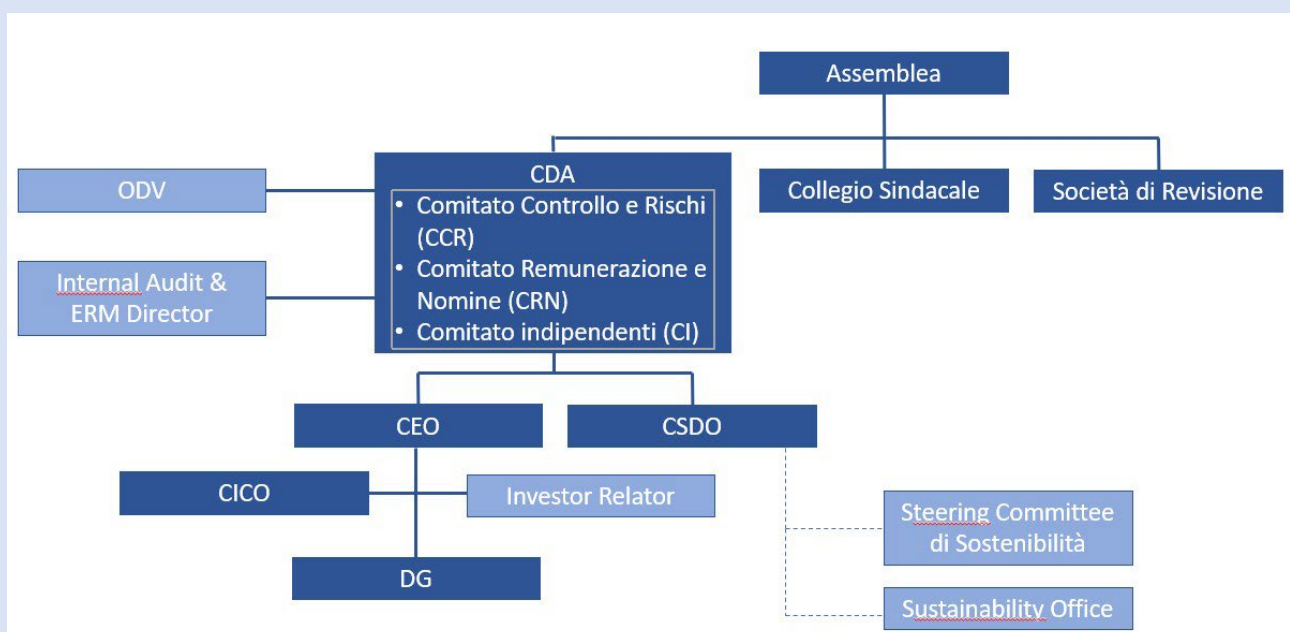 Assemblea
ODV
CDA
• Comitato Controllo e Rischi
(CCR)
• Comitato Remunerazione e
Nomine (CRN)
• Comitato indipendenti (CI)
Collegio Sindacale
Società di Revisione
Internal Audit &
ERM Director
CEO
CSDO
CICO
Investor Relator
Steering Committee
di Sostenibilità
DG
Sustainability Office